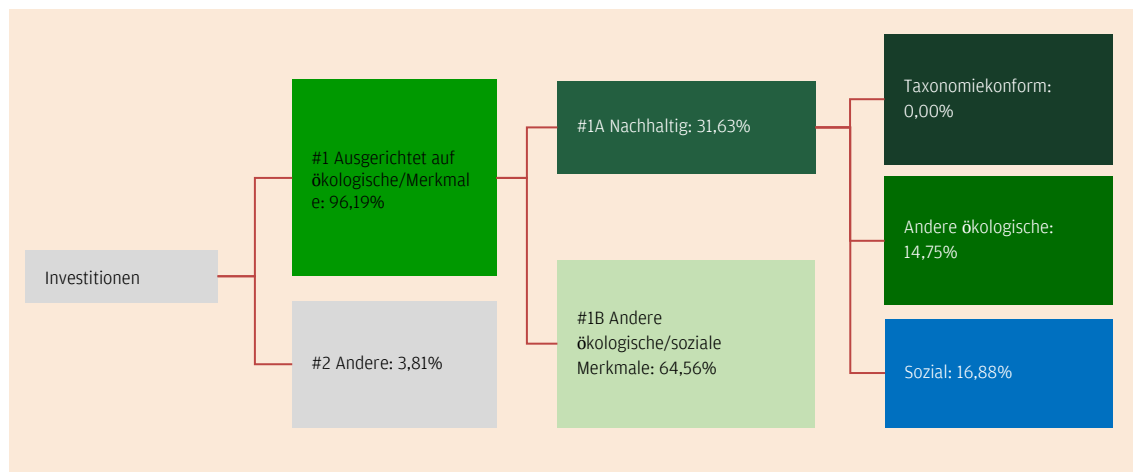 Investitionen
#1 Ausgerichtet auf
ökologische/Merkmal
e: 96,19%
#2 Andere: 3,81%
#1A Nachhaltig: 31,63%
#1B Andere
ökologische/soziale
Merkmale: 64,56%
Taxonomiekonform:
0,00%
Andere ökologische:
14,75%
Sozial: 16,88%